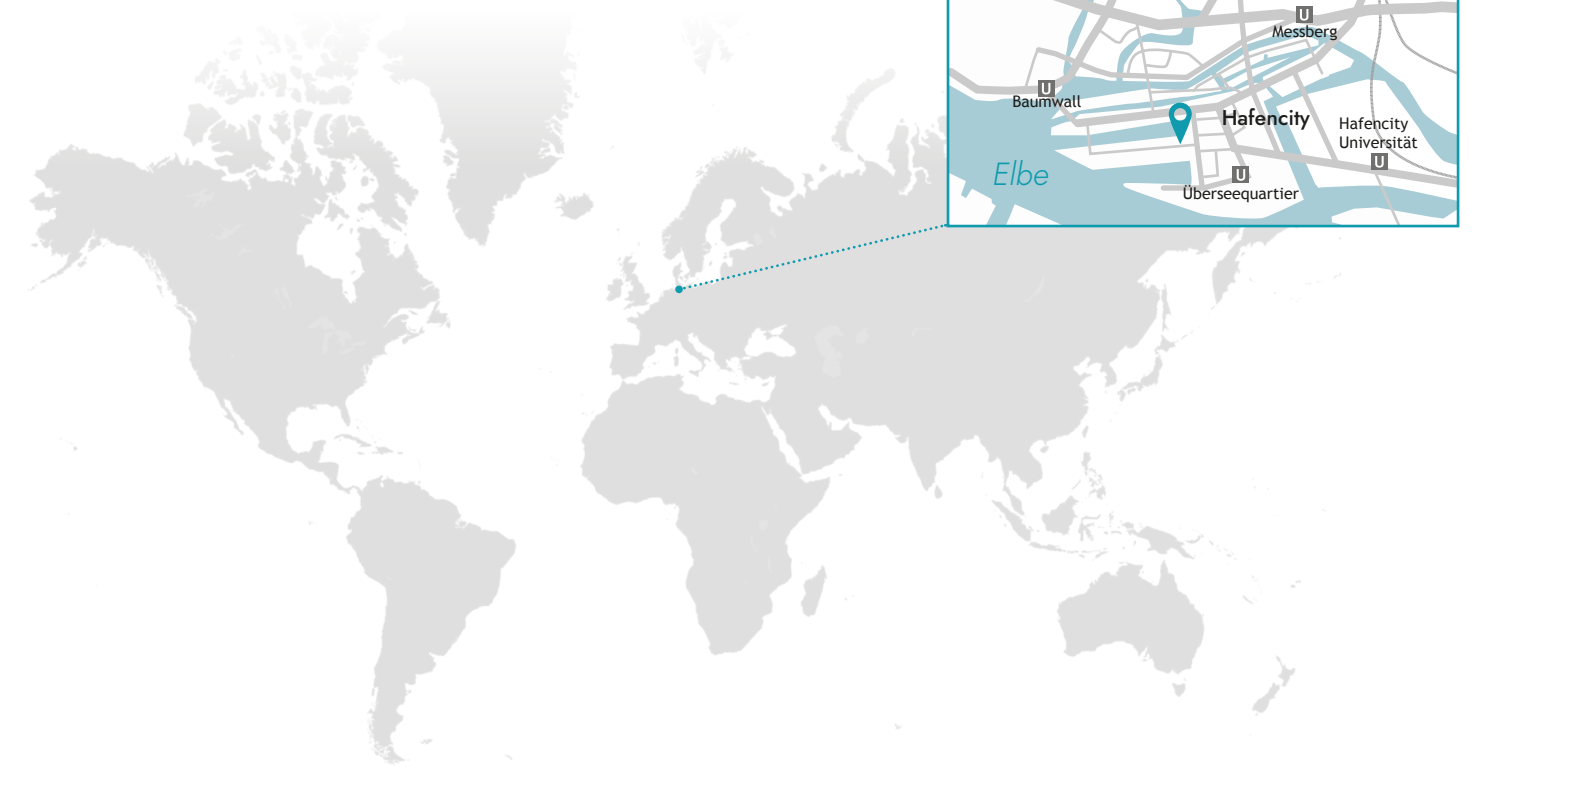 U
Messberg
U
Baumwall
Hafencity
Hafencity
Universität
U
Elbe
U
Überseequartier